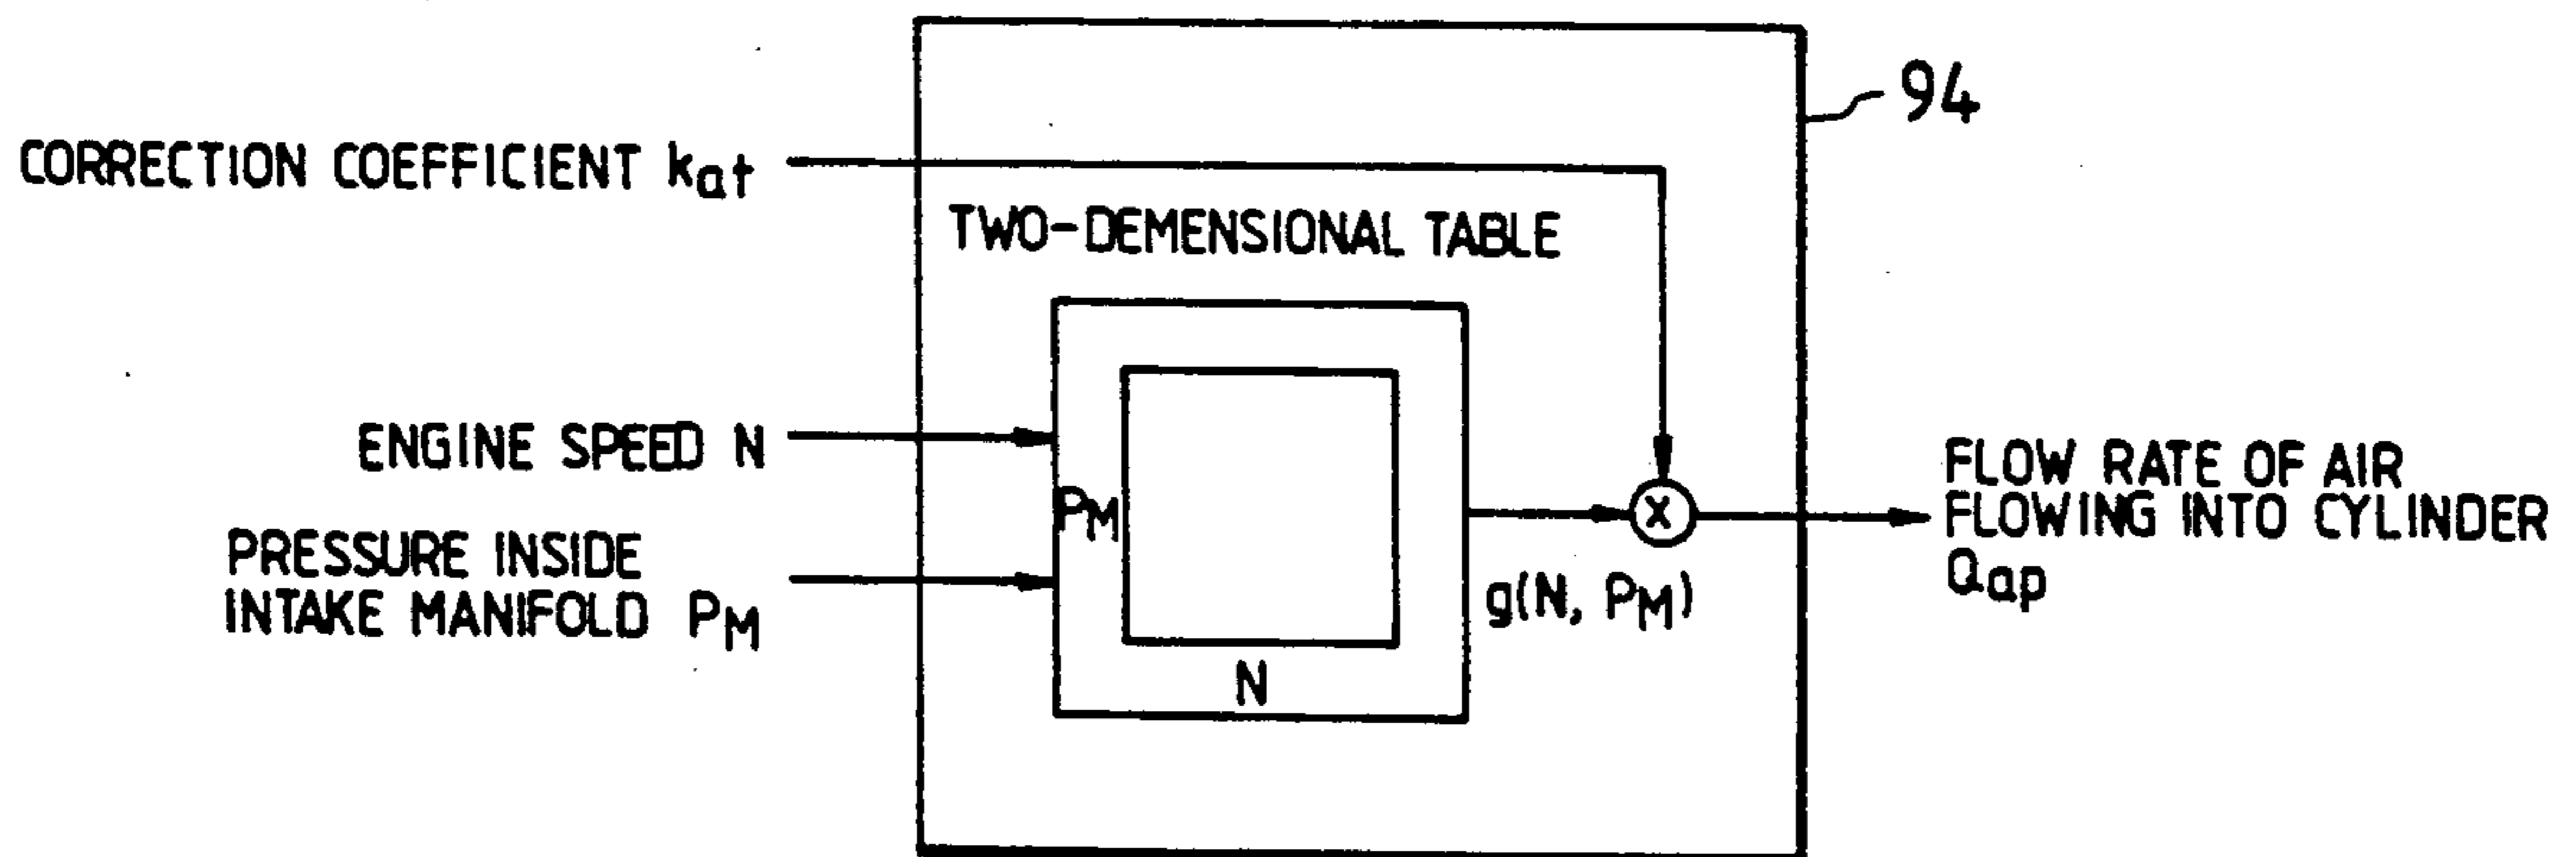 94
CORRECTION COEFFICIENT kat
TWO-DEMENSIONAL TABLE
ENGINE SPEED N
PM
PRESSURE INSIDE
INTAKE MANIFOLD PM
N
g(N, PM)
X
FLOW RATE OF AIR
FLOWING INTO CYLINDER
Qap